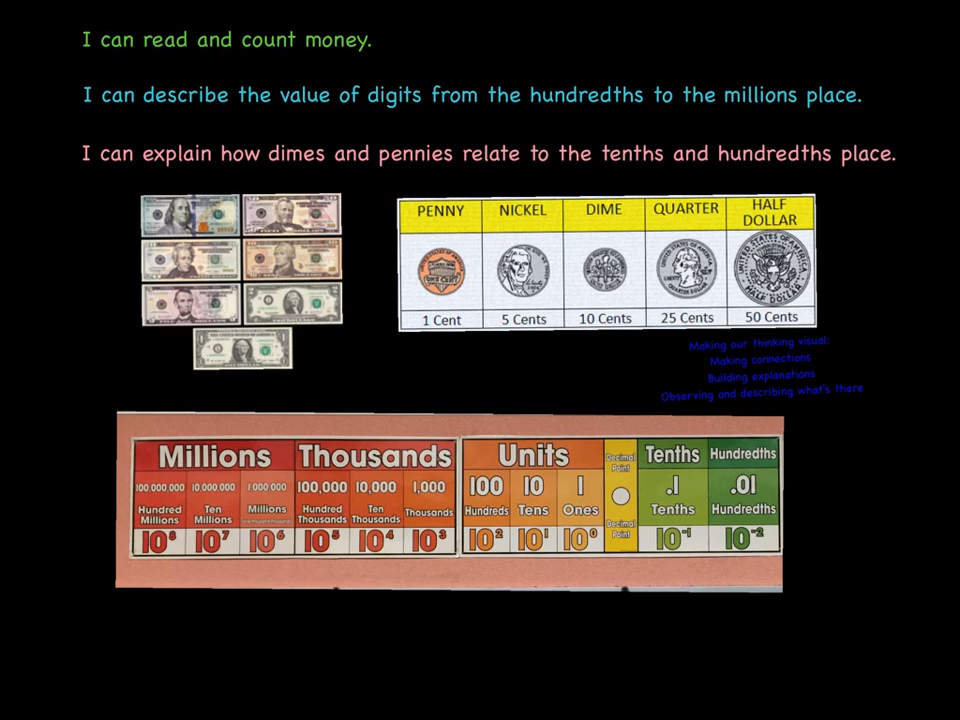 I can read and count money.
I can describe the value of digits from the hundredths to the millions place.
I can explain how dimes and pennies relate to the tenths and hundredths place.
PENNY NICKEL DIME QUARTER HALF DOLLAR
1 Cent 5 Cents 10 Cents 25 Cents 50 Cents
Making our thinking visual:
Making connections
Building explanations
Observing and describing what's there
Millions Thousands Units Decimal Point Tenths Hundredths
100,000,000 10,000,000 1,000,000 100,000 10,000 1,000 100 10 1 .1 .01
Hundred Millions Ten Millions Millions Hundred Thousands Ten Thousands Thousands Hundreds Tens Ones Decimal Point Tenths Hundredths
10⁸ 10⁷ 10⁶ 10⁵ 10⁴ 10³ 10² 10¹ 10⁰ 10⁻¹ 10⁻²